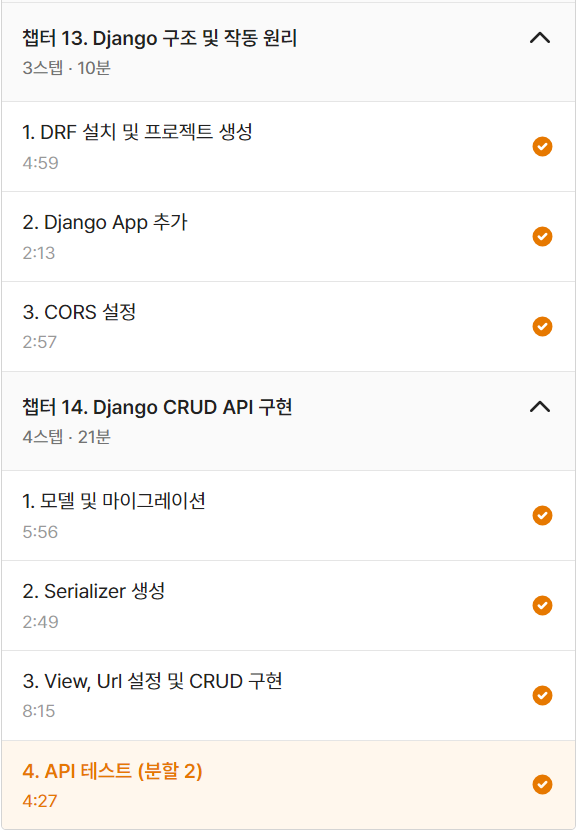 챕터 13. Django 구조 및 작동 원리
3스텝 · 10분
1. DRF 설치 및 프로젝트 생성
4:59
2. Django App 추가
2:13
3. CORS 설정
2:57
챕터 14. Django CRUD API 구현
4스텝 · 21분
1. 모델 및 마이그레이션
5:56
2. Serializer 생성
2:49
3. View, Url 설정 및 CRUD 구현
8:15
4. API 테스트 (분할 2)
4:27